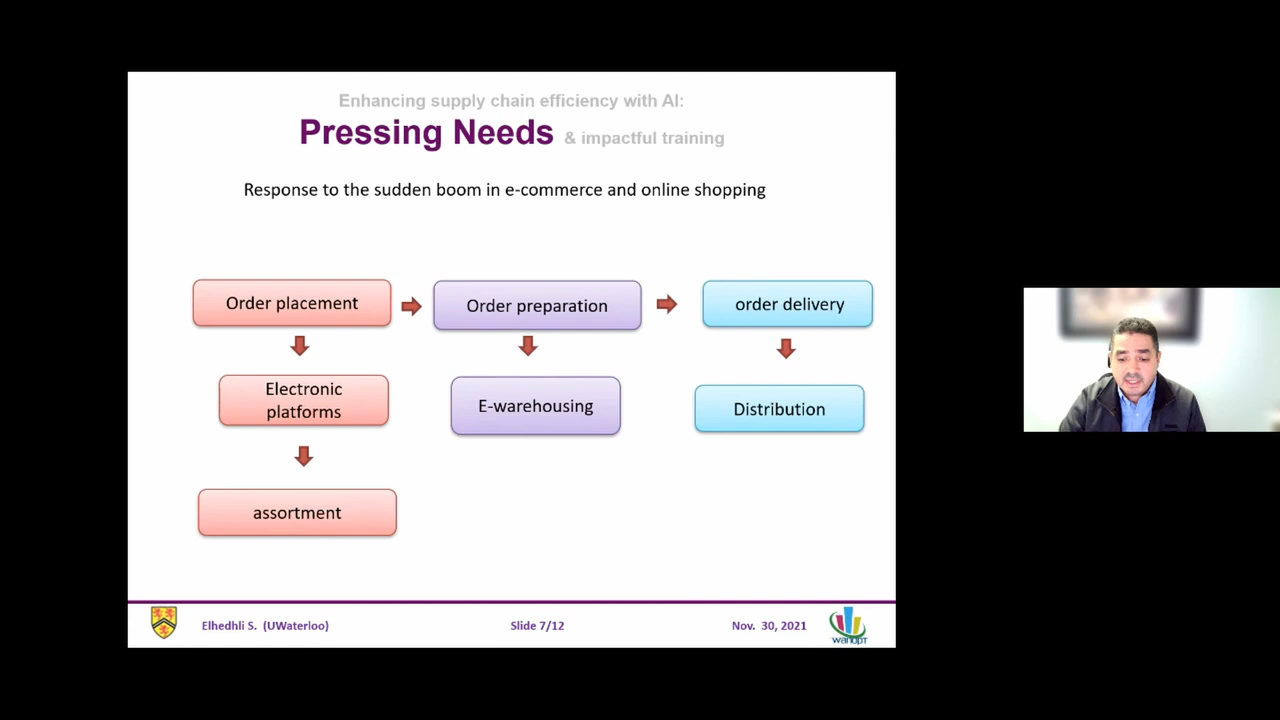 Enhancing supply chain efficiency with AI:
Pressing Needs & impactful training
Response to the sudden boom in e-commerce and online shopping
Order placement
Order preparation
order delivery
Electronic
platforms
E-warehousing
Distribution
assortment
Elhedhli S. (UWaterloo)
Slide 7/12
Nov. 30, 2021
wanopt